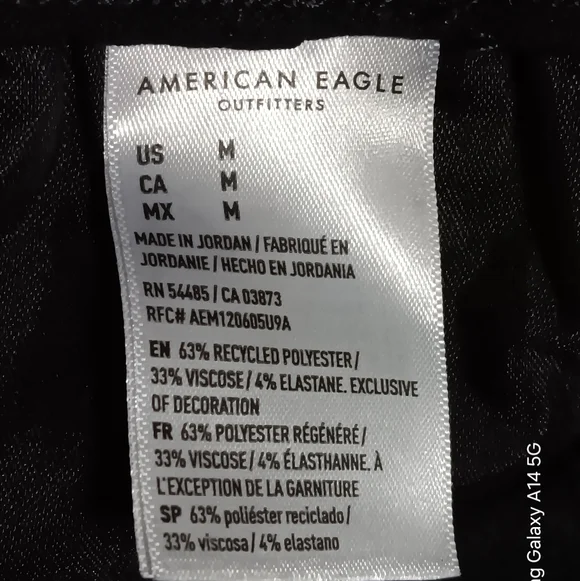 AMERICAN EAGLE
OUTFITTERS
US M
CA M
MX M
MADE IN JORDAN / FABRIQUÉ EN
JORDANIE / HECHO EN JORDANIA
RN 54485 / CA 03873
RFC# AEM120605U9A
EN 63% RECYCLED POLYESTER /
33% VISCOSE / 4% ELASTANE. EXCLUSIVE
OF DECORATION
FR 63% POLYESTER RÉGÉNÉRÉ /
33% VISCOSE / 4% ÉLASTHANNE. À
L'EXCEPTION DE LA GARNITURE
SP 63% poliéster reciclado /
33% viscosa / 4% elastano
g Galaxy A14 5G